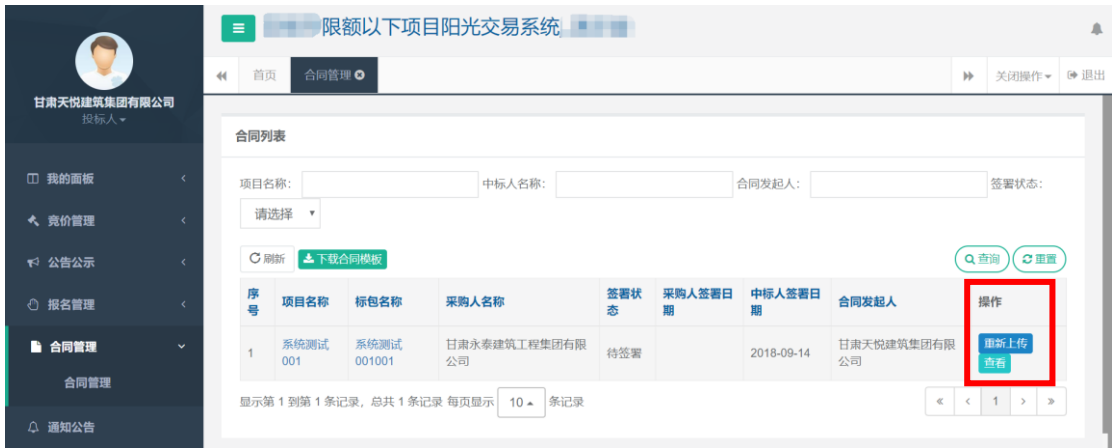 限额以下项目阳光交易系统
首页 合同管理 关闭操作 退出
甘肃天悦建筑集团有限公司
投标人
我的面板
竞价管理
公告公示
报名管理
合同管理
合同管理
通知公告
合同列表
项目名称: 中标人名称: 合同发起人: 签署状态:
请选择
刷新 下载合同模板 查询 重置
序号 项目名称 标包名称 采购人名称 签署状态 采购人签署日期 中标人签署日期 合同发起人 操作
1 系统测试001 系统测试001001 甘肃永泰建筑工程集团有限公司 待签署 2018-09-14 甘肃天悦建筑集团有限公司 重新上传 查看
显示第 1 到第 1 条记录，总共 1 条记录 每页显示 10 条记录 « ‹ 1 › »